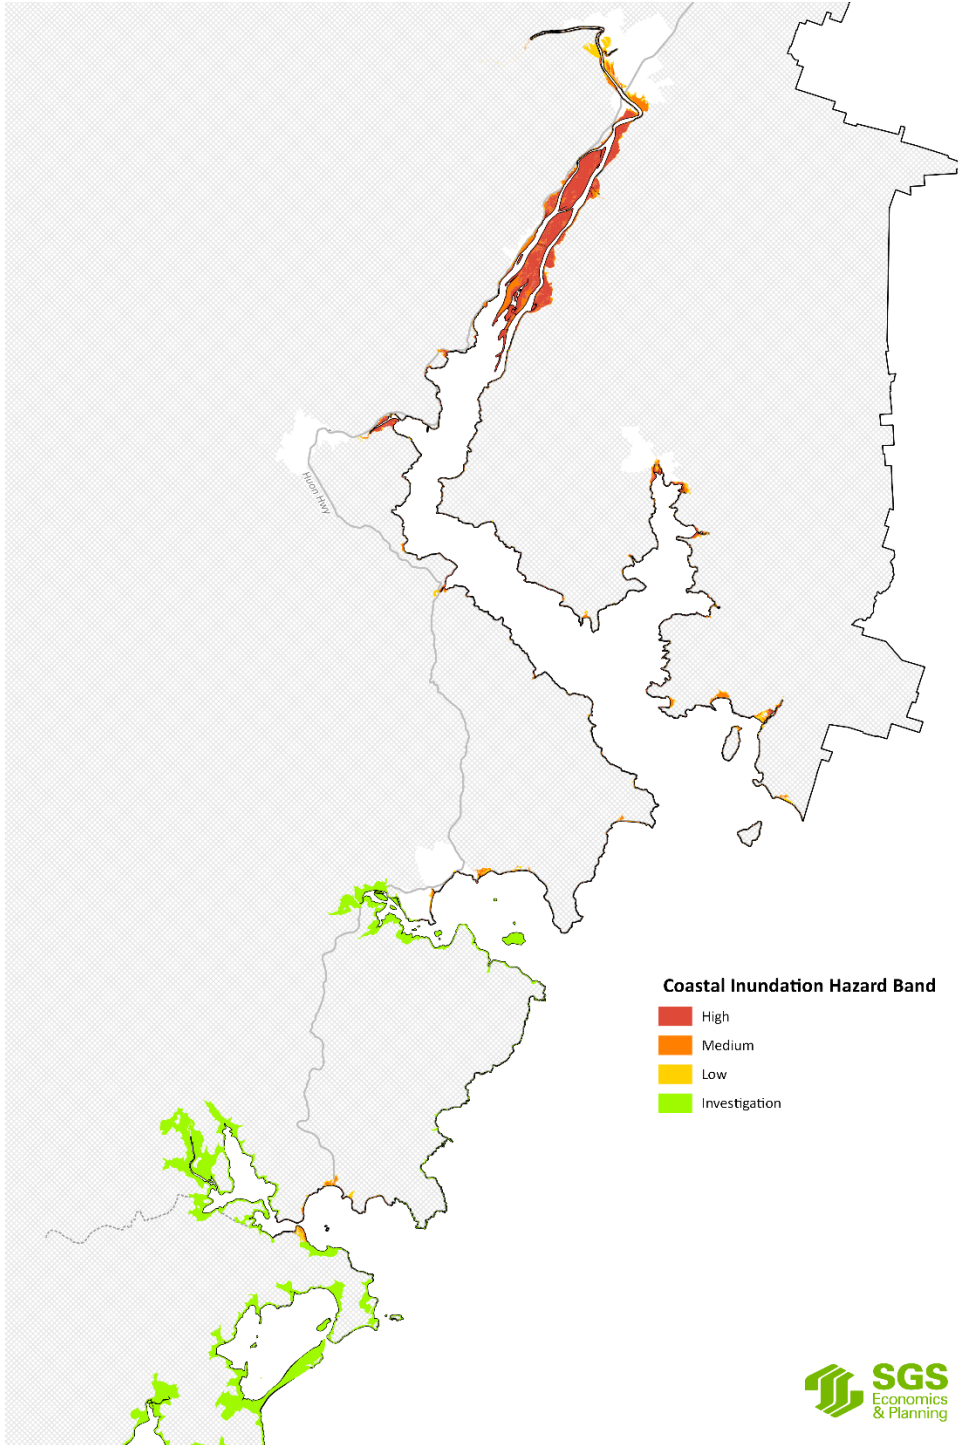 Huon Hwy
Coastal Inundation Hazard Band
High
Medium
Low
Investigation
SGS
Economics
& Planning